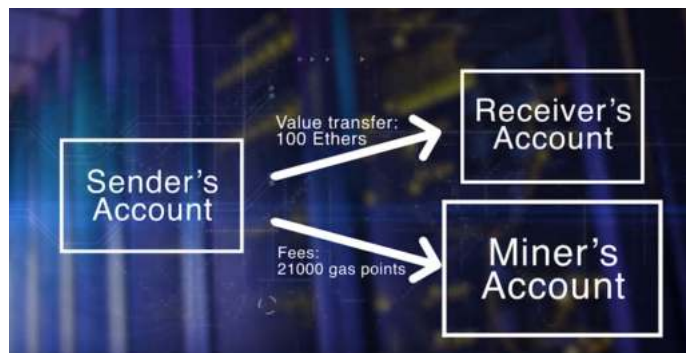 Sender's
Account
Value transfer:
100 Ethers
Receiver's
Account
Fees:
21000 gas points
Miner's
Account